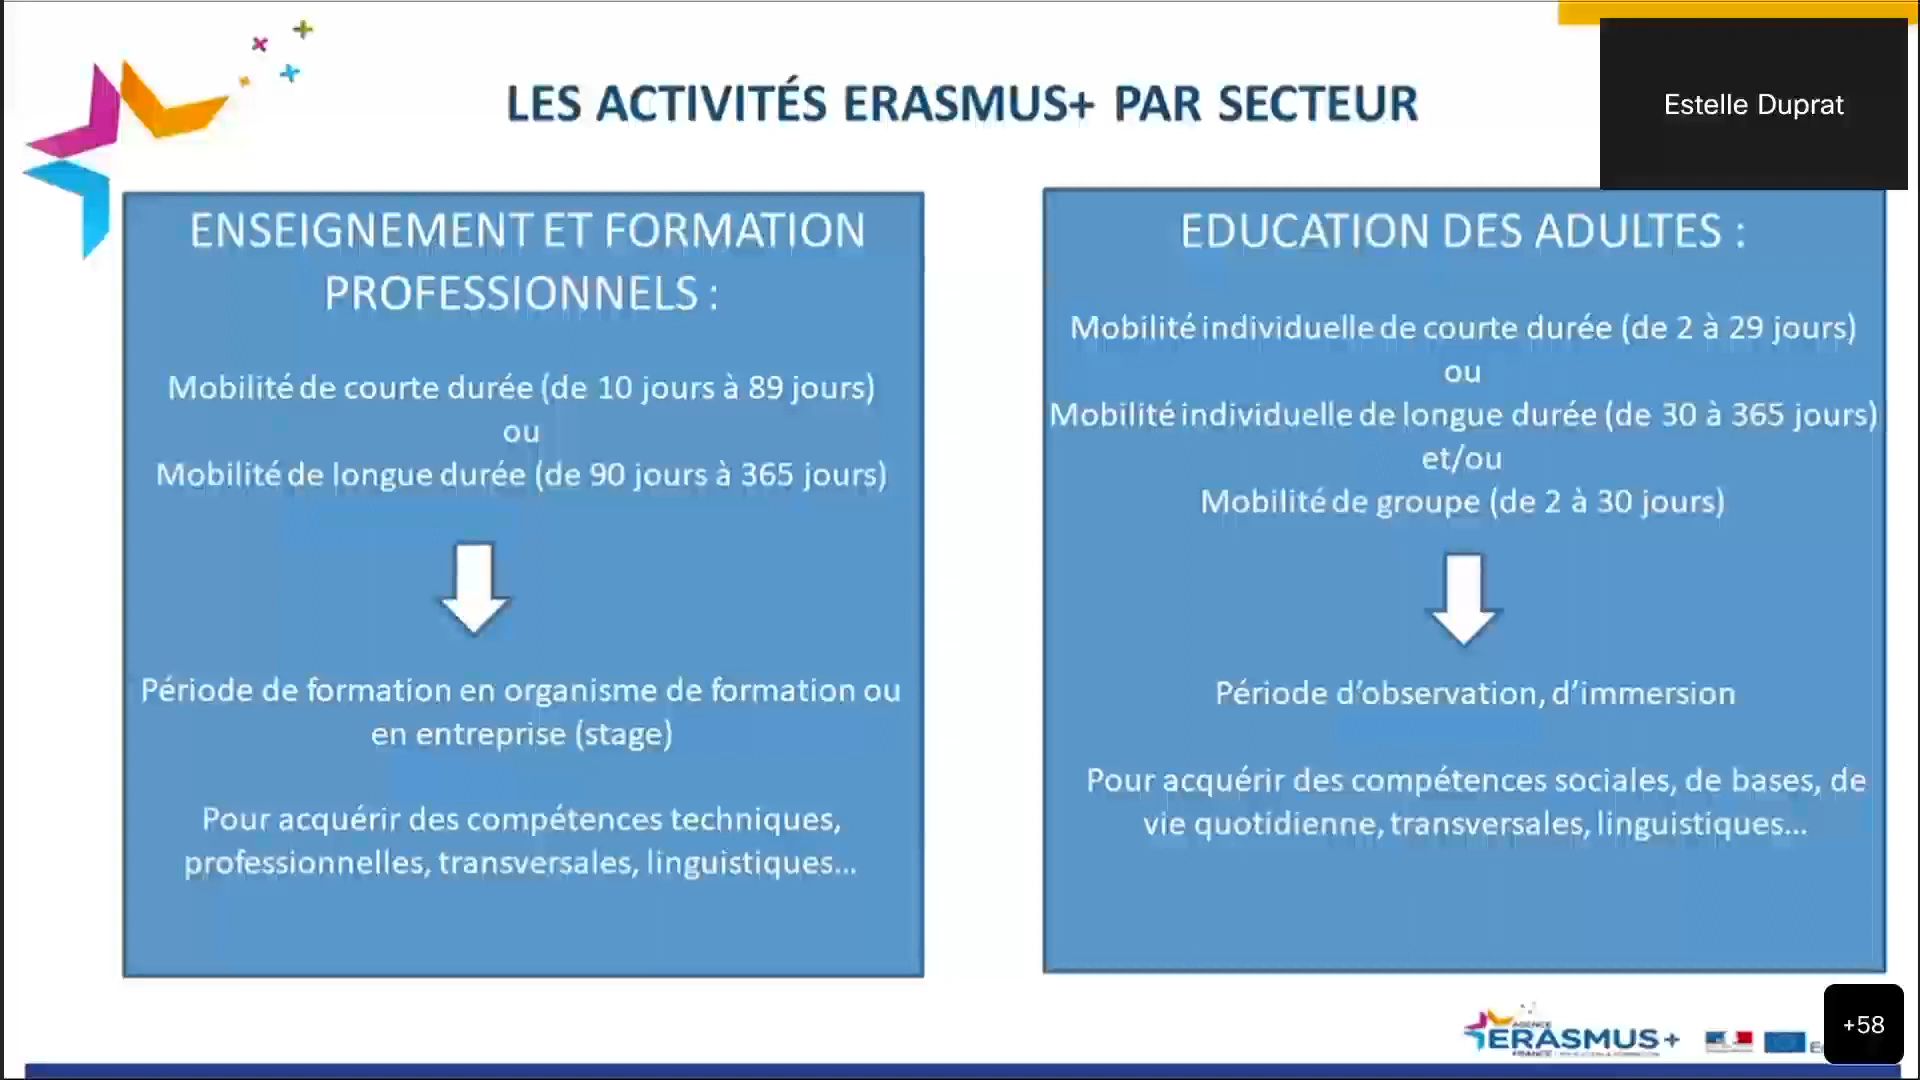 LES ACTIVITÉS ERASMUS+ PAR SECTEUR
Estelle Duprat
ENSEIGNEMENT ET FORMATION
PROFESSIONNELS :
Mobilité de courte durée (de 10 jours à 89 jours)
ou
Mobilité de longue durée (de 90 jours à 365 jours)
Période de formation en organisme de formation ou
en entreprise (stage)
Pour acquérir des compétences techniques,
professionnelles, transversales, linguistiques...
EDUCATION DES ADULTES :
Mobilité individuelle de courte durée (de 2 à 29 jours)
ou
Mobilité individuelle de longue durée (de 30 à 365 jours)
et/ou
Mobilité de groupe (de 2 à 30 jours)
Période d'observation, d'immersion
Pour acquérir des compétences sociales, de bases, de
vie quotidienne, transversales, linguistiques...
AGENCE
ERASMUS+
FRANCE
+58